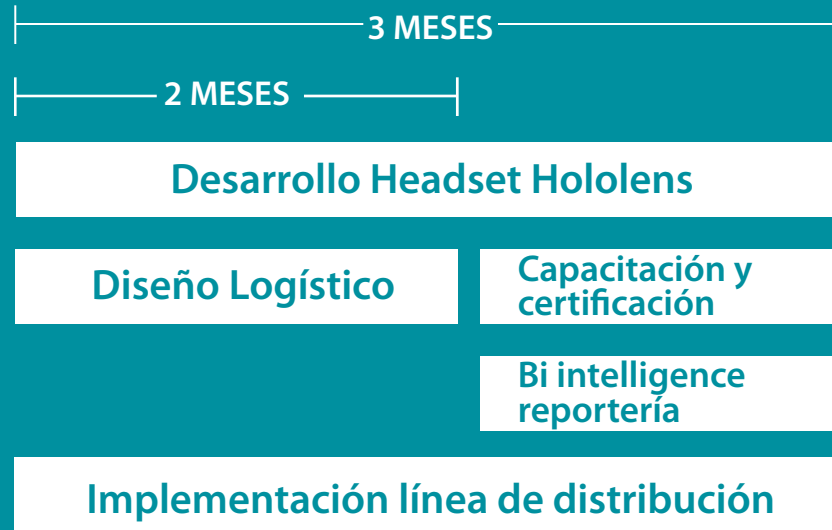 3 MESES
2 MESES
Desarrollo Headset Hololens
Diseño Logístico
Capacitación y
certificación
Bi intelligence
reportería
Implementación línea de distribución